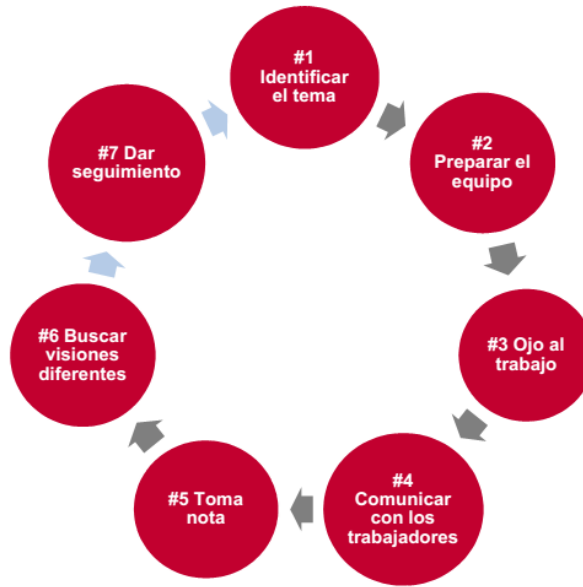 #1
Identificar
el tema
#2
Preparar el
equipo
#3 Ojo al
trabajo
#4
Comunicar
con los
trabajadores
#5 Toma
nota
#6 Buscar
visiones
diferentes
#7 Dar
seguimiento